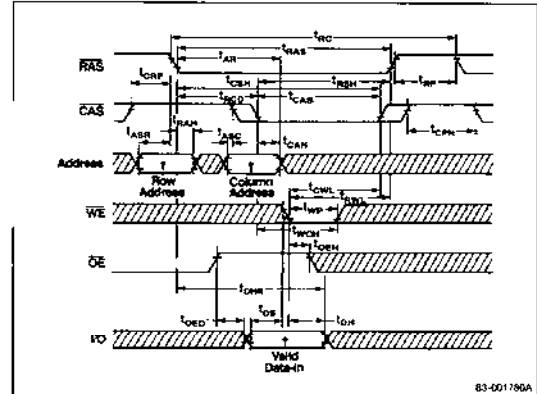 tRC
tRAS
tAR
RAS
tCSH
tRSH
tRP
tCRP
tRCD
tCAS
CAS
tRAH
tASR
tASC
tCAH
tCPN
Address
Row Address
Column Address
tCWL
tRWL
WE
tWP
tWCH
tOEH
OE
tDHR
tOED
tDS
tDH
I/O
Valid Data-in
83-001786A